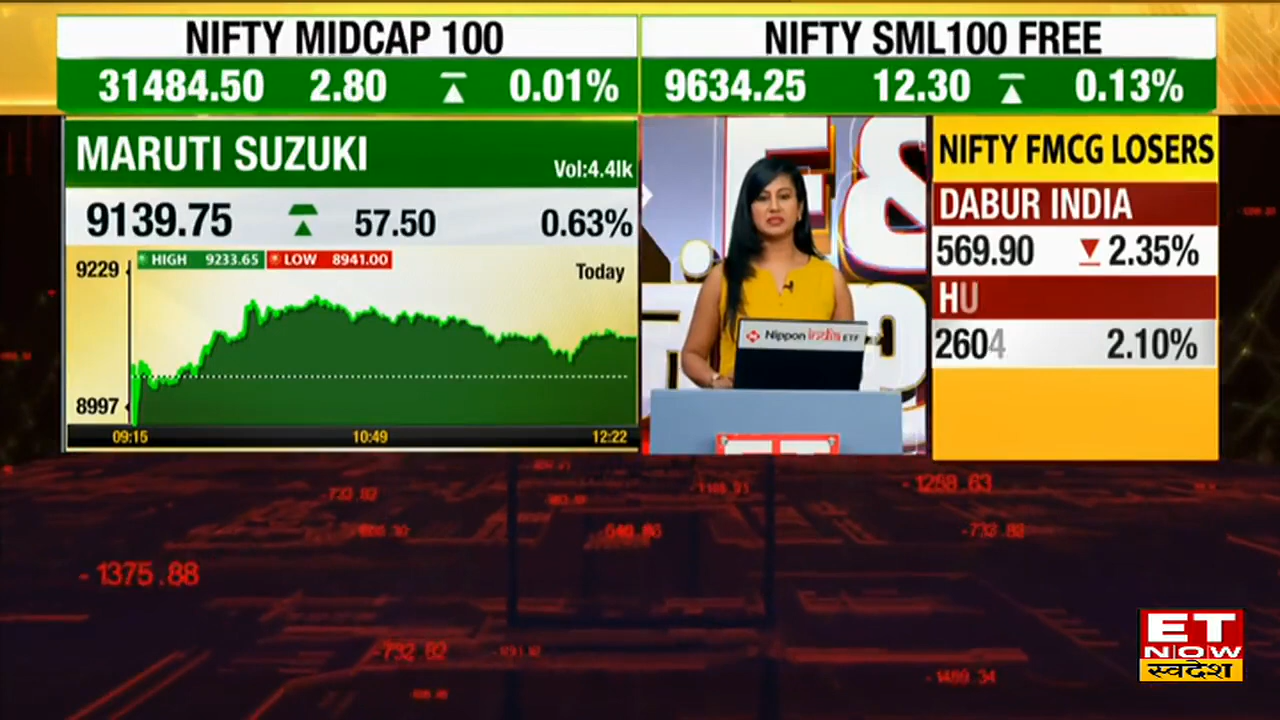 NIFTY MIDCAP 100
31484.50 2.80 0.01%
NIFTY SML100 FREE
9634.25 12.30 0.13%
MARUTI SUZUKI
Vol:4.4lk
9139.75 57.50 0.63%
HIGH 9233.65 LOW 8941.00
Today
9229
8997
09:15 10:49 12:22
Nippon india ETF
NIFTY FMCG LOSERS
DABUR INDIA
569.90 2.35%
HU
2604 2.10%
-1258.63
-733.82
-1375.88
-1489.34
ET
NOW
स्वदेश